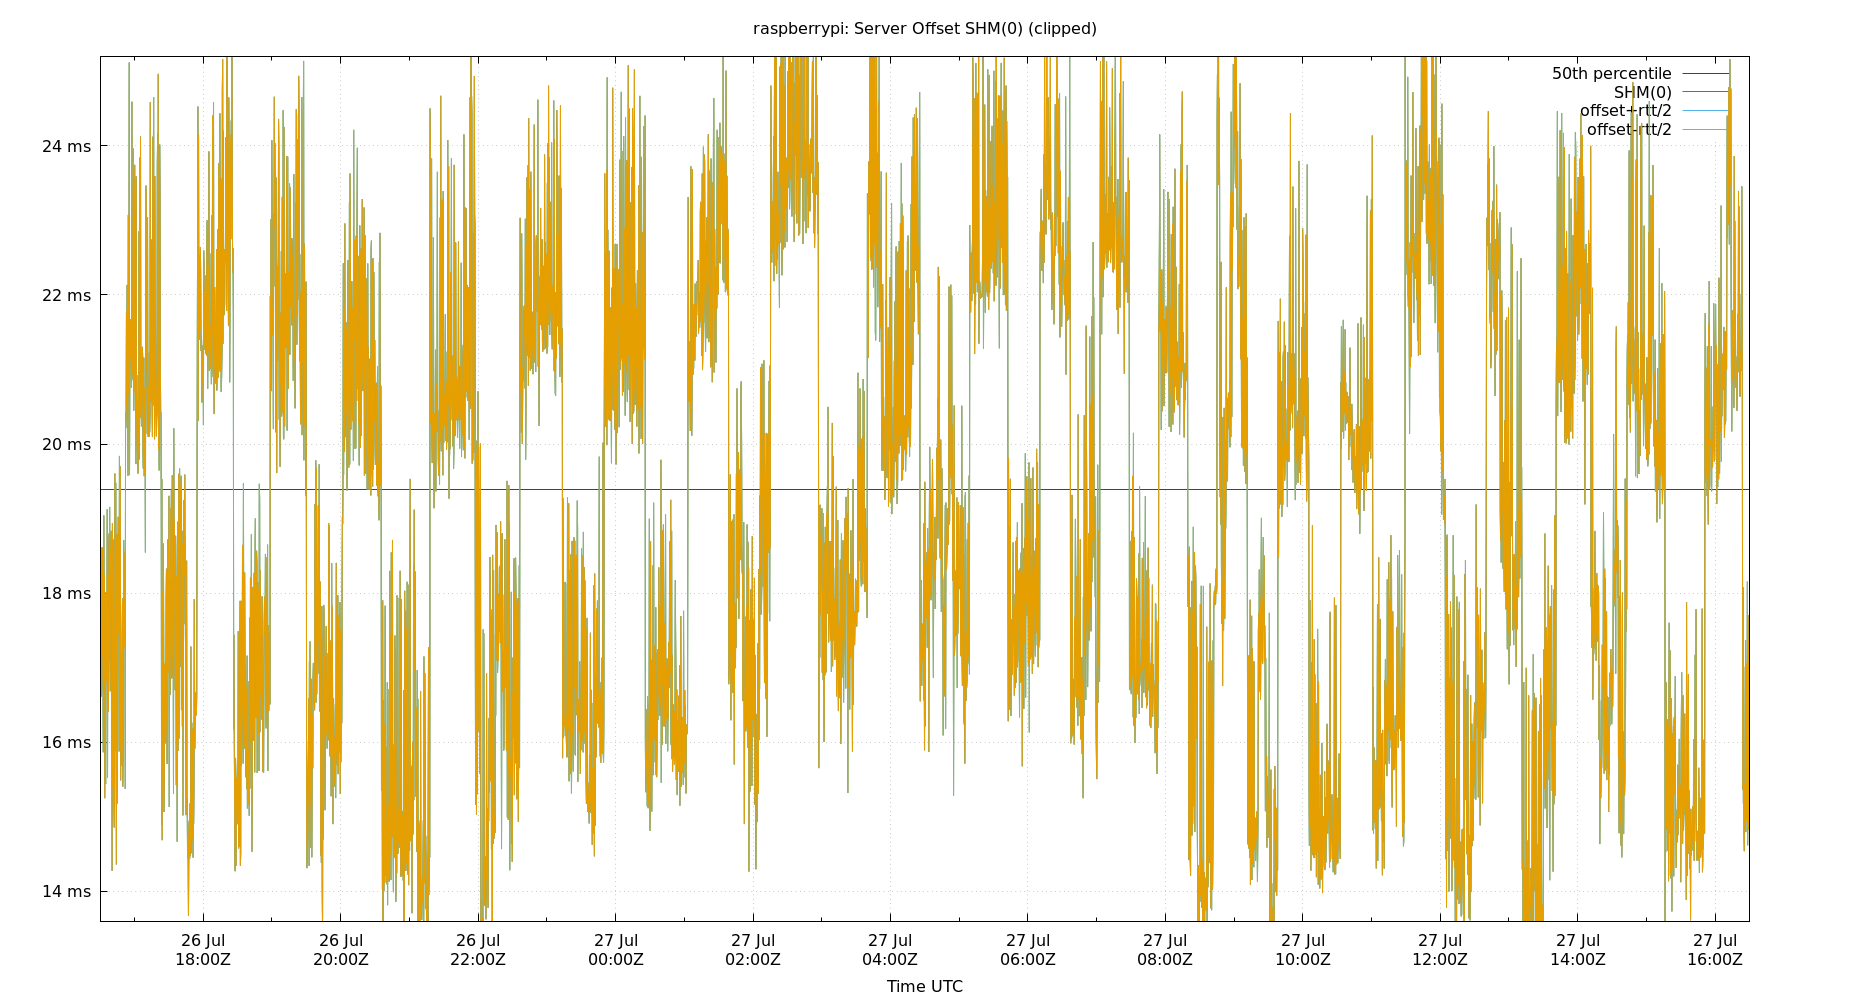 raspberrypi: Server Offset SHM(0) (clipped)
50th percentile
SHM(0)
offset+rtt/2
offset-rtt/2
24 ms
22 ms
20 ms
18 ms
16 ms
14 ms
26 Jul 26 Jul 26 Jul 27 Jul 27 Jul 27 Jul 27 Jul 27 Jul 27 Jul 27 Jul 27 Jul 27 Jul
18:00Z 20:00Z 22:00Z 00:00Z 02:00Z 04:00Z 06:00Z 08:00Z 10:00Z 12:00Z 14:00Z 16:00Z
Time UTC